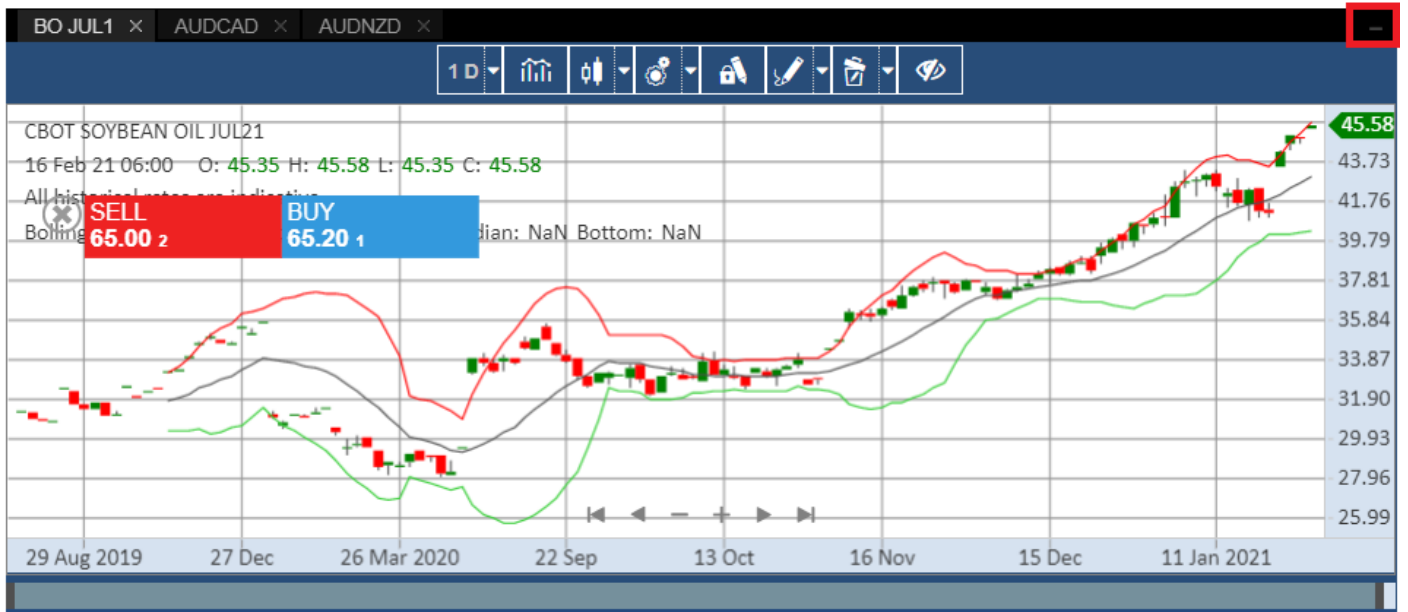 BO JUL1 × AUDCAD × AUDNZD ×
1 D
CBOT SOYBEAN OIL JUL21
16 Feb 21 06:00 O: 45.35 H: 45.58 L: 45.35 C: 45.58
SELL
65.00 2
BUY
65.20 1
NaN Bottom: NaN
45.58
43.73
41.76
39.79
37.81
35.84
33.87
31.90
29.93
27.96
25.99
29 Aug 2019 27 Dec 26 Mar 2020 22 Sep 13 Oct 16 Nov 15 Dec 11 Jan 2021